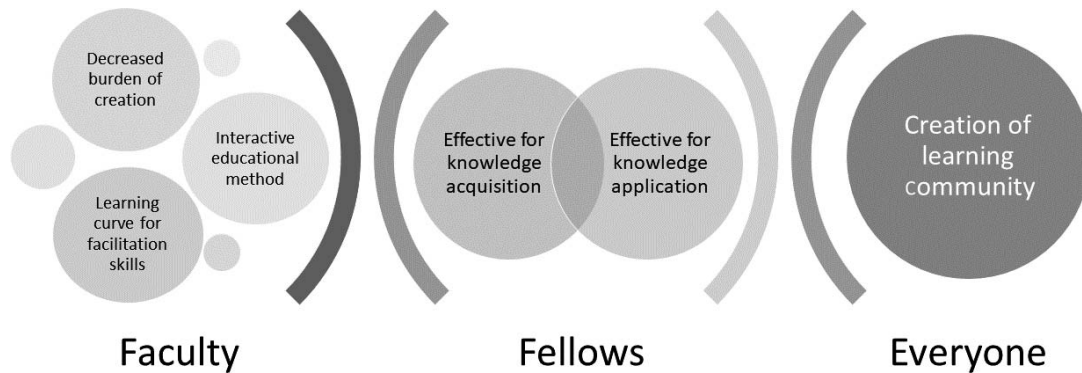 Decreased
burden of
creation
Interactive
educational
method
Learning
curve for
facilitation
skills
Effective for
knowledge
acquisition
Effective for
knowledge
application
Creation of
learning
community
Faculty
Fellows
Everyone